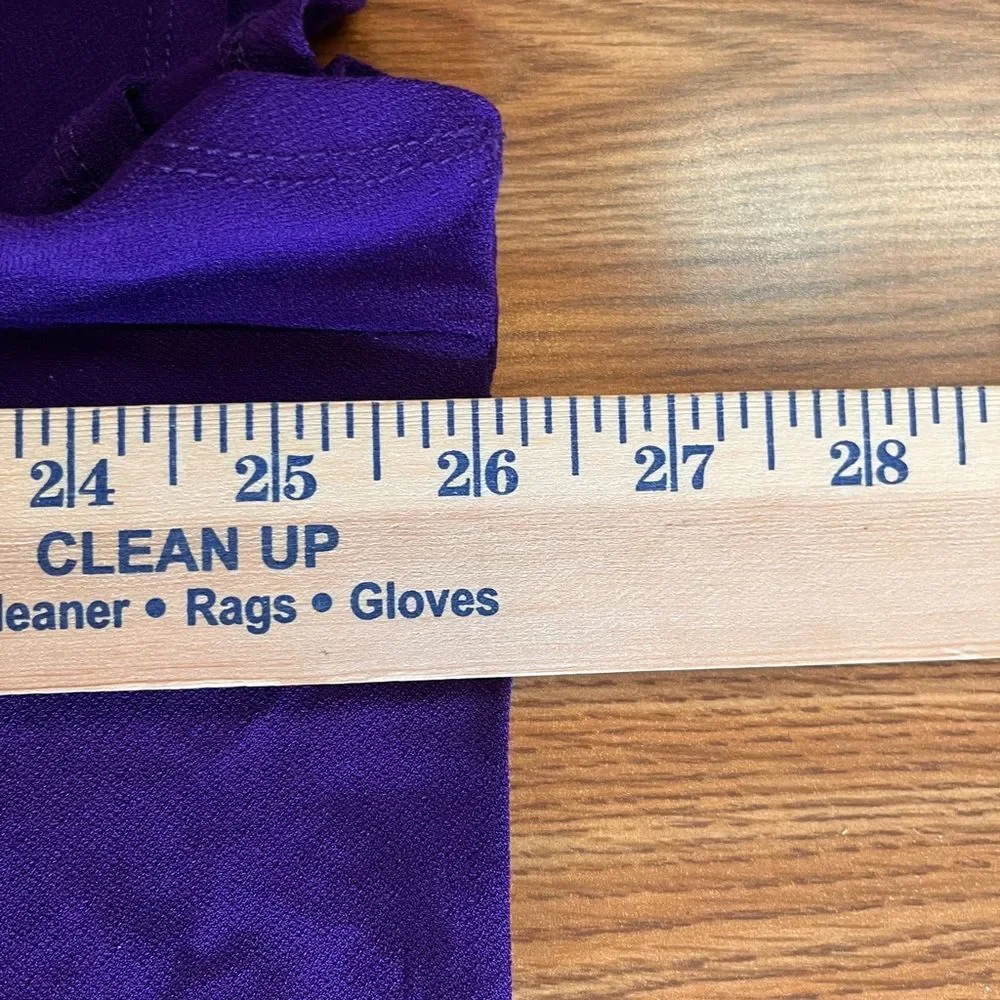 24 25 26 27 28
CLEAN UP
leaner • Rags • Gloves